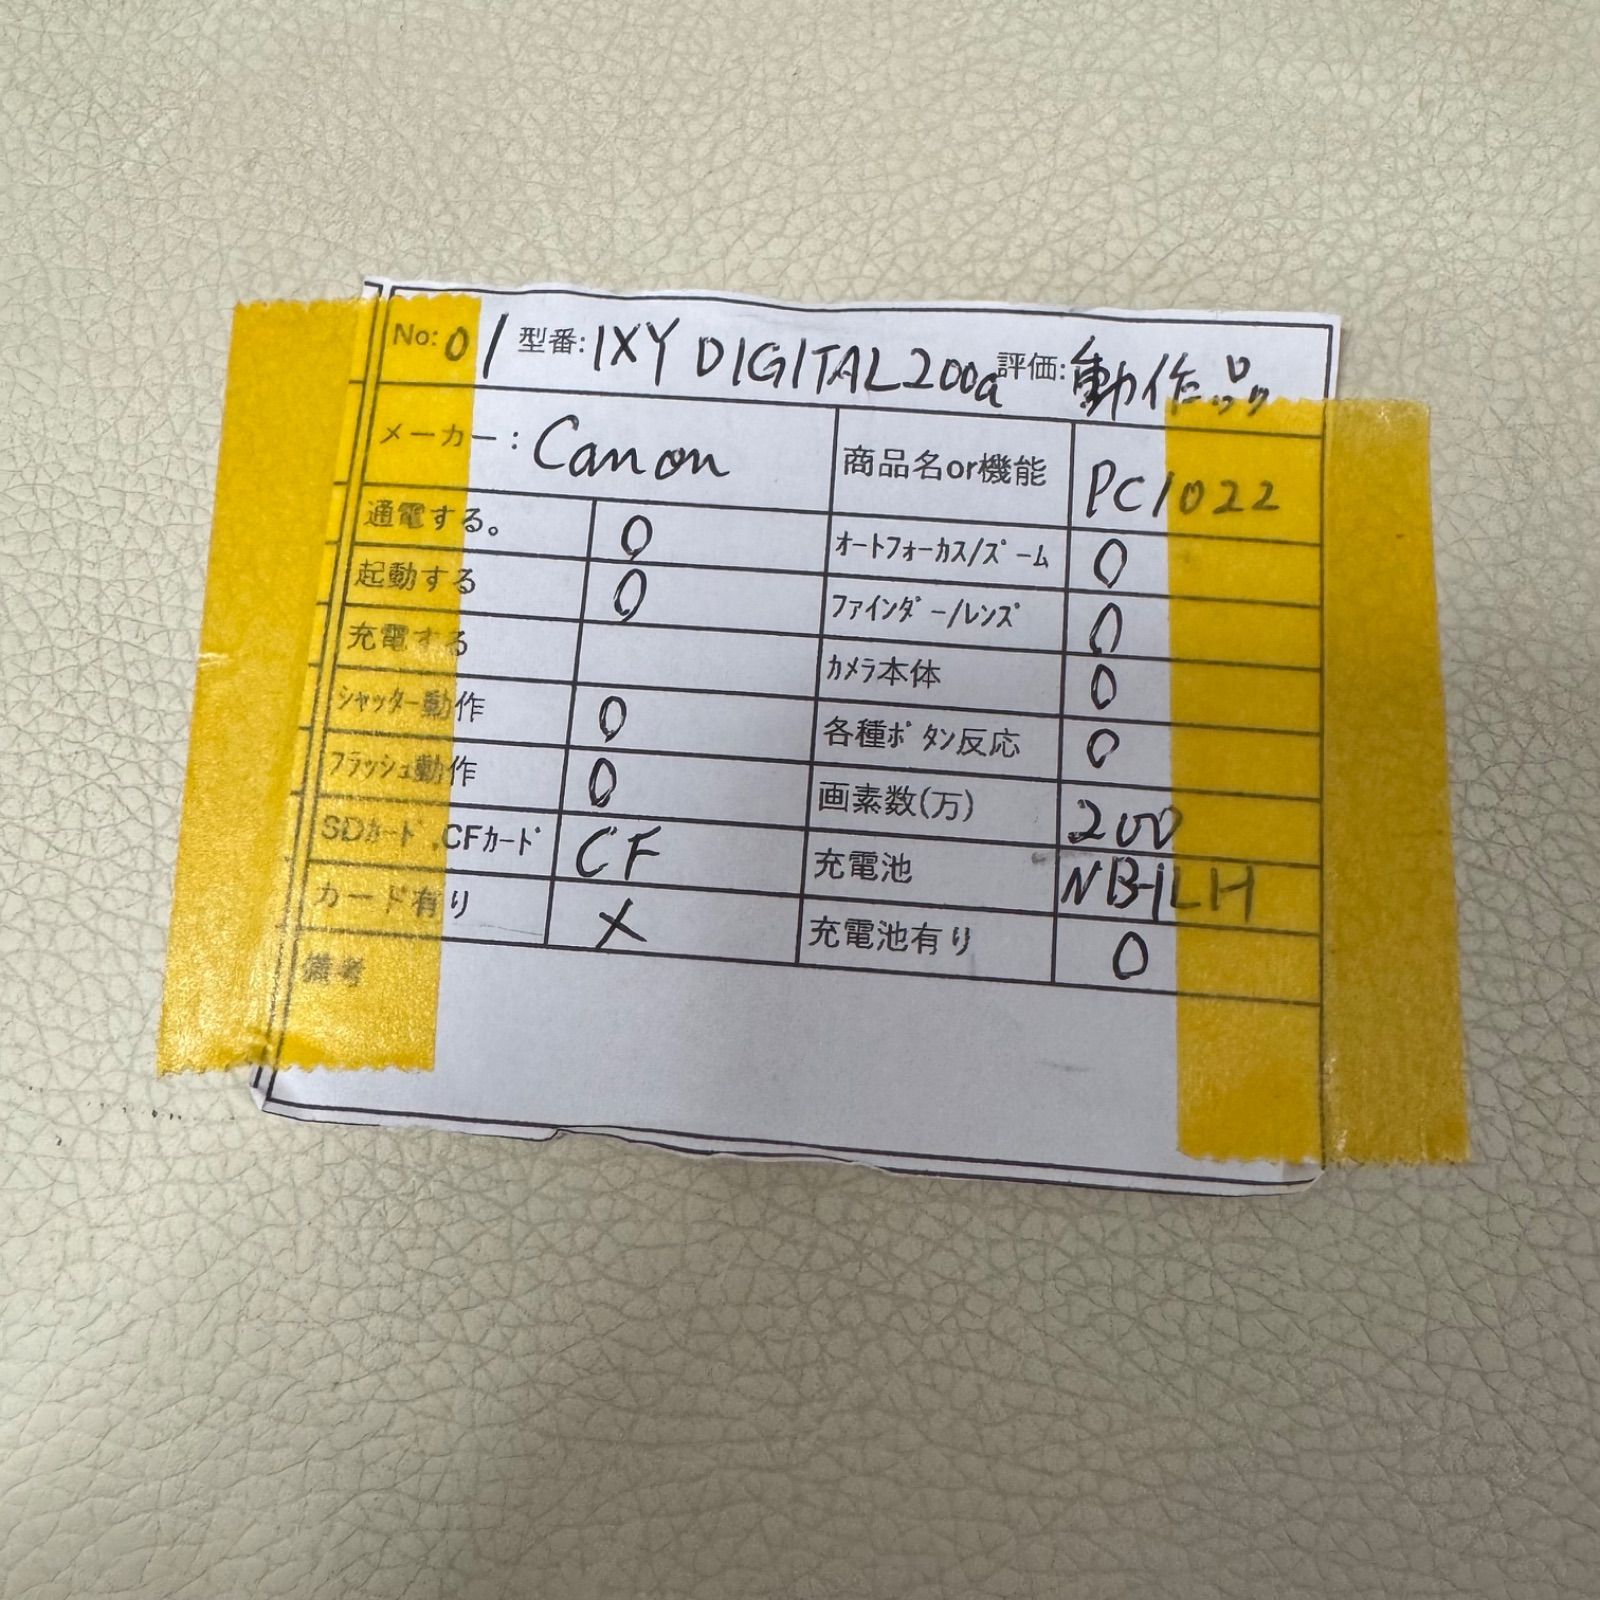 No: 01 型番: IXY DIGITAL200a 評価: 動作品
メーカー: Canon 商品名or機能 PC1022
通電する。 O オートフォーカス/ズーム O
起動する O ファインダー/レンズ O
充電する カメラ本体 O
シャッター動作 O 各種ボタン反応 O
フラッシュ動作 O 画素数(万) 200
SDカード.CFカード CF 充電池 NB-1LH
カード有り X 充電池有り O
備考